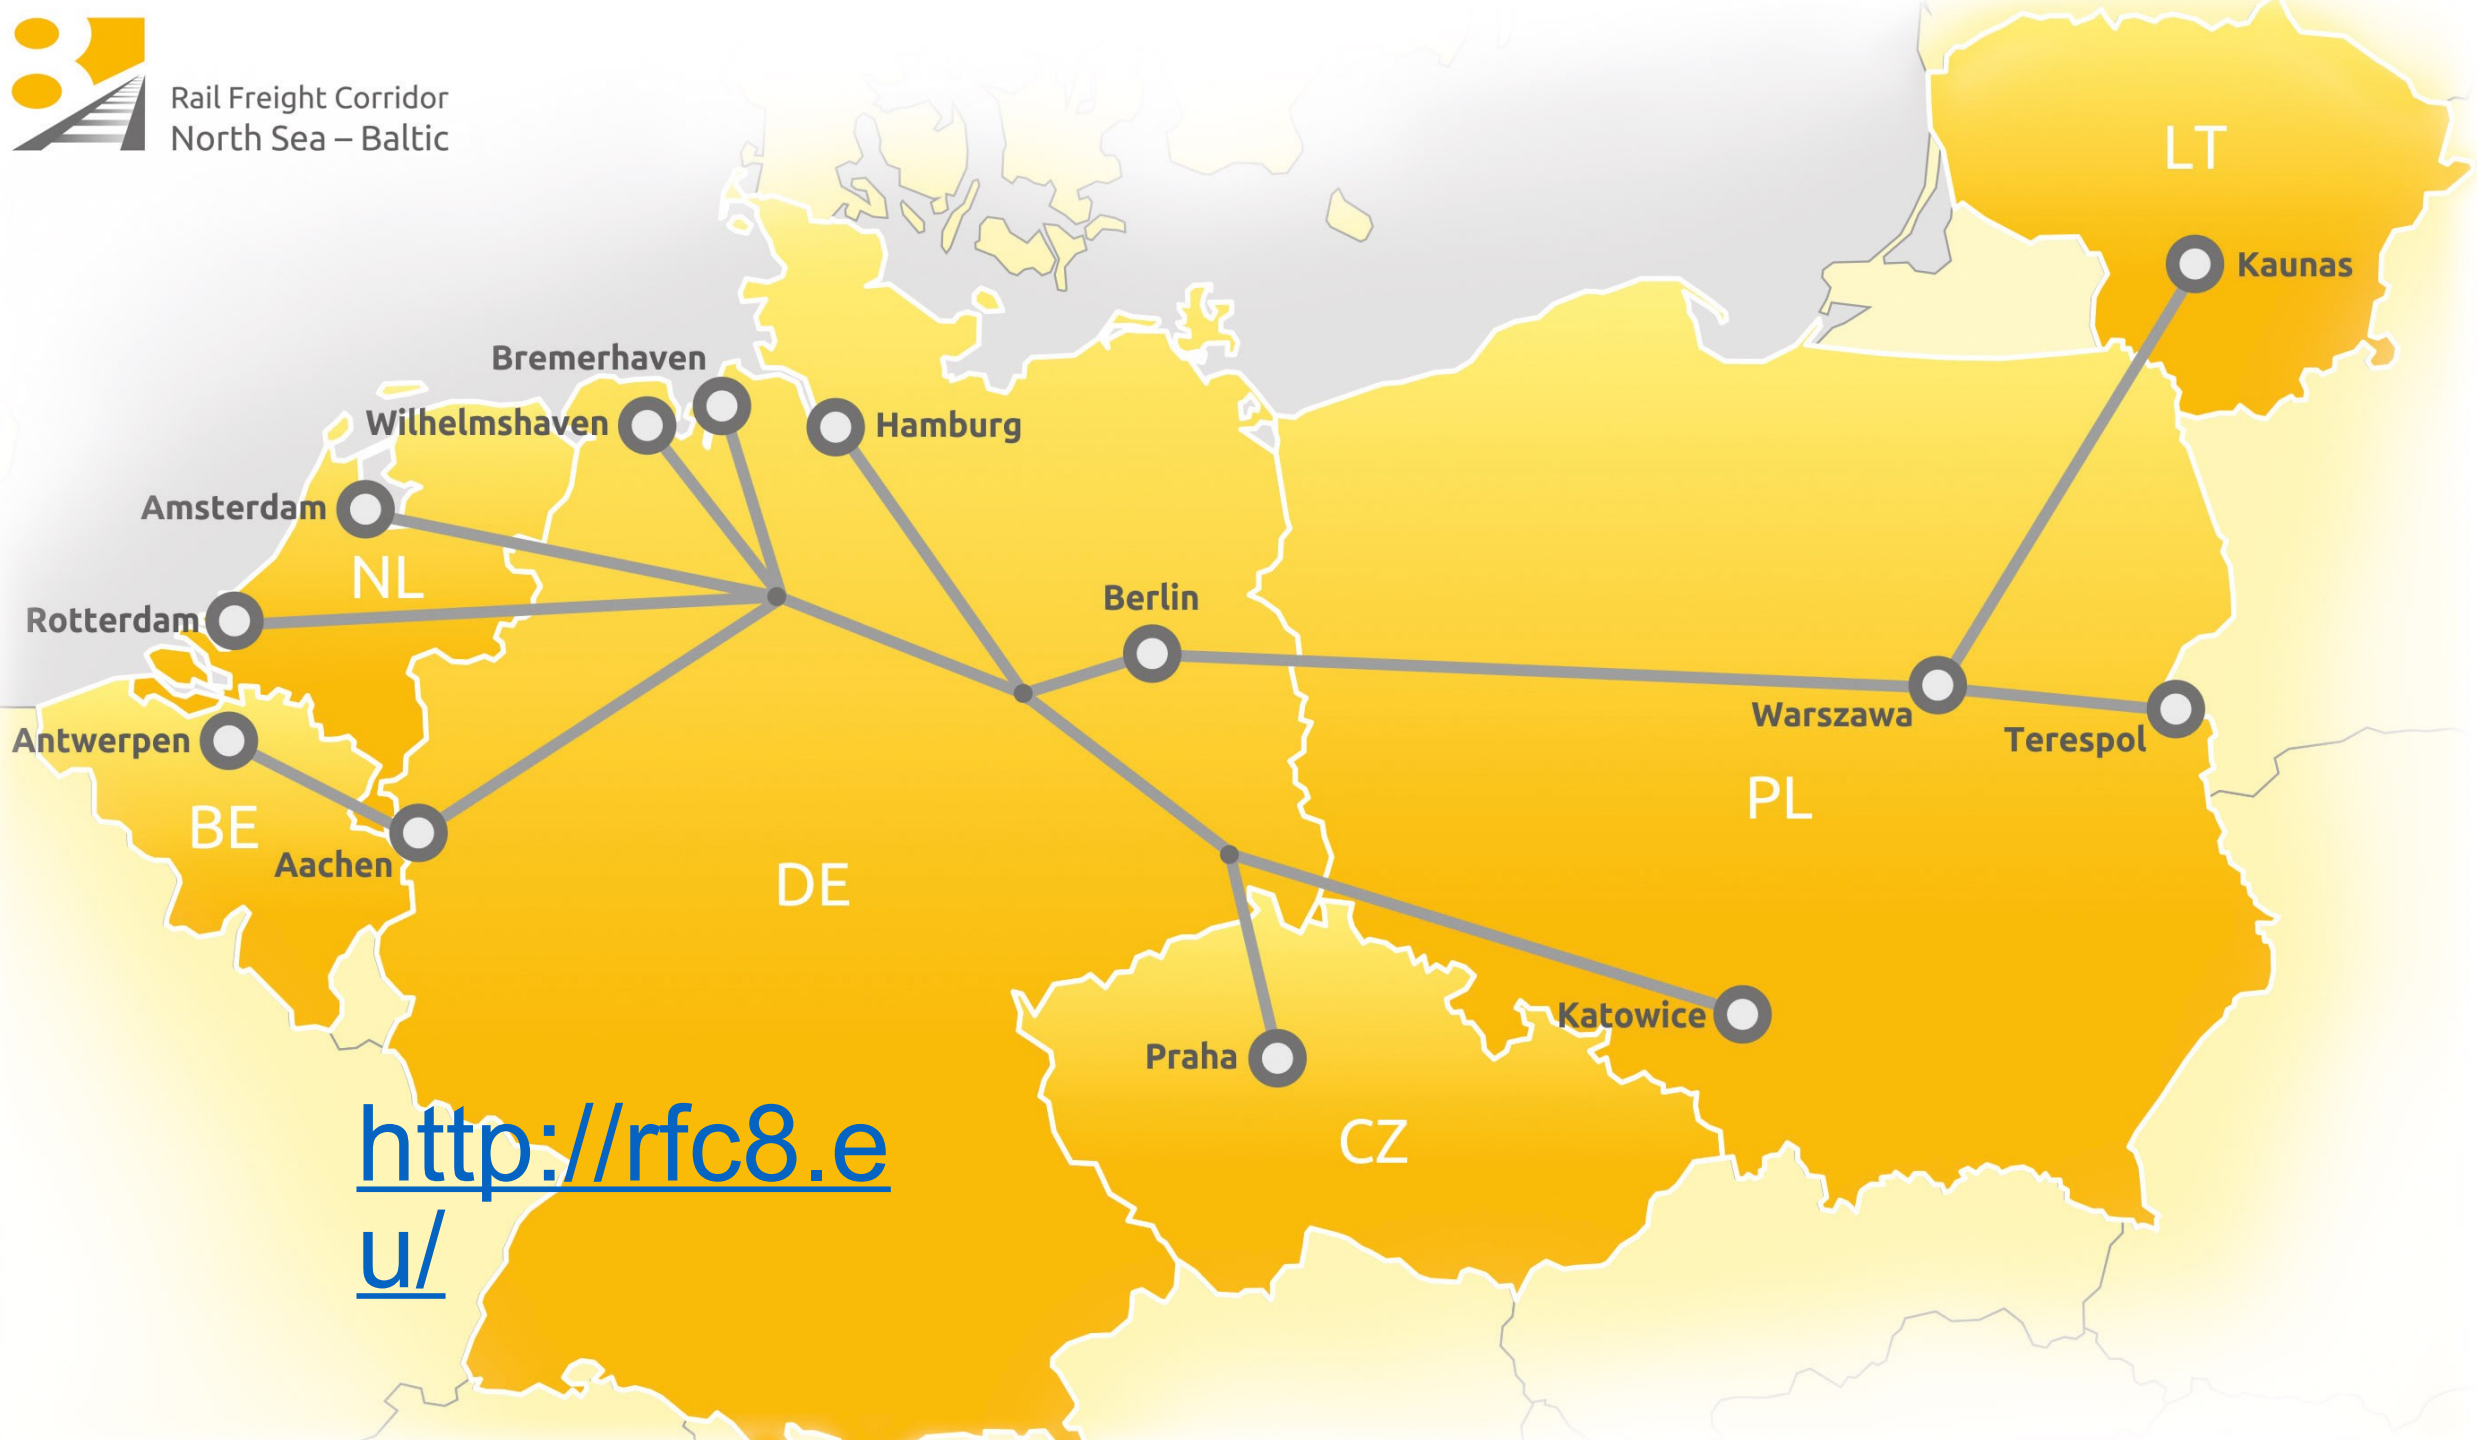 Rail Freight Corridor
North Sea – Baltic
LT
Kaunas
Bremerhaven
Wilhelmshaven
Hamburg
Amsterdam
NL
Berlin
Rotterdam
Warszawa
Terespol
Antwerpen
PL
BE
Aachen
DE
Katowice
Praha
CZ
http://rfc8.e
u/